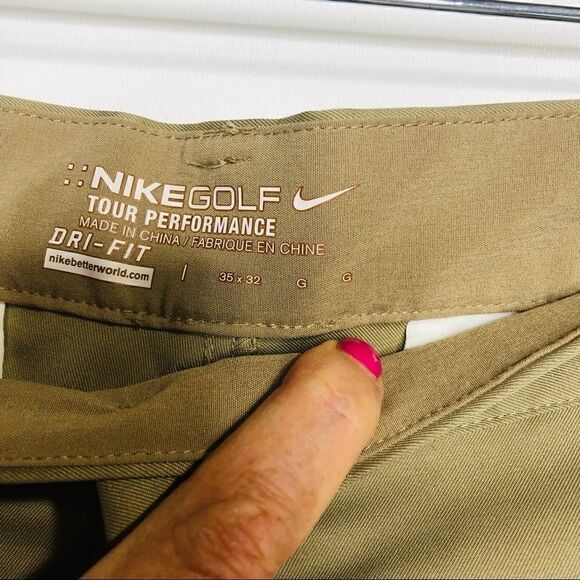 ::NIKEGOLF
TOUR PERFORMANCE
MADE IN CHINA / FABRIQUE EN CHINE
DRI-FIT
nikebetterworld.com / 35 x 32 G G